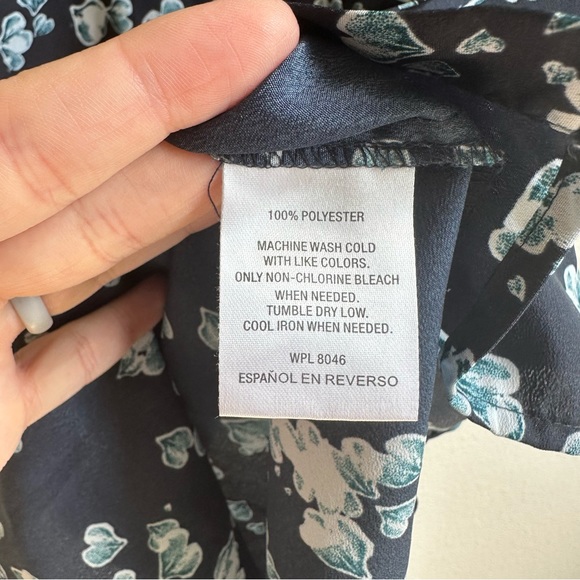 100% POLYESTER
MACHINE WASH COLD
WITH LIKE COLORS.
ONLY NON-CHLORINE BLEACH
WHEN NEEDED.
TUMBLE DRY LOW.
COOL IRON WHEN NEEDED.
WPL 8046
ESPAÑOL EN REVERSO